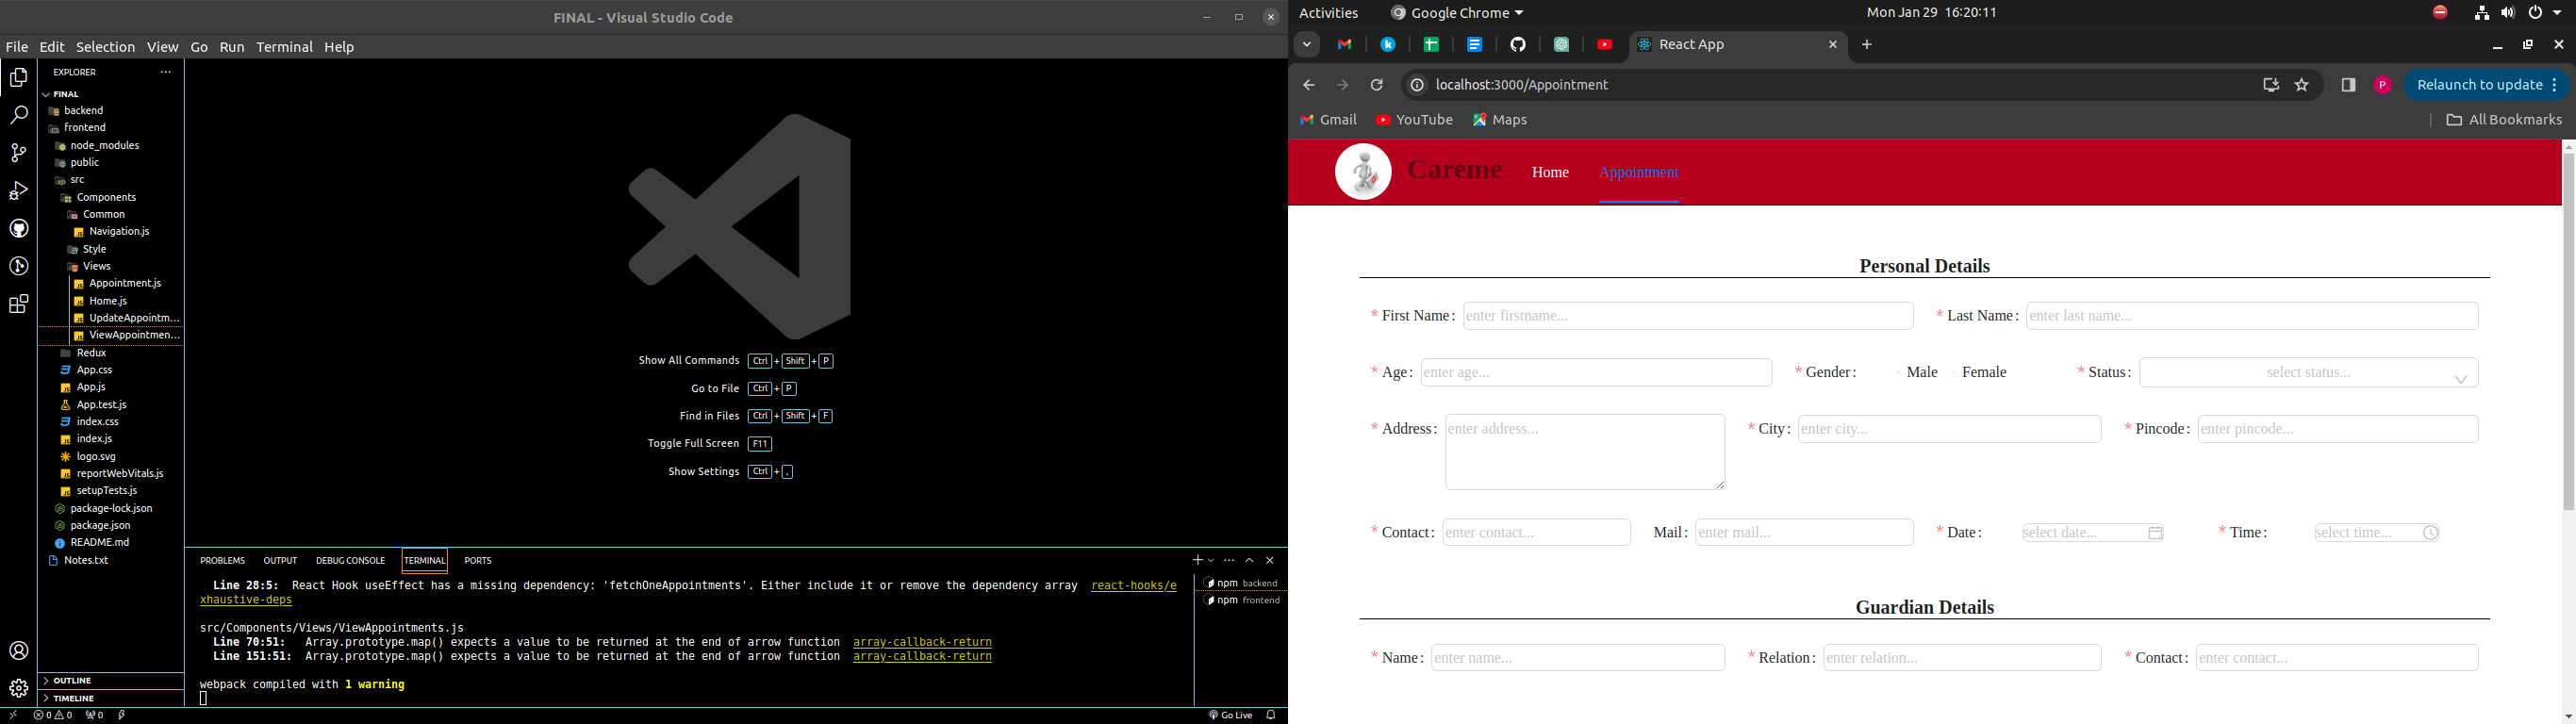 FINAL - Visual Studio Code
File Edit Selection View Go Run Terminal Help
EXPLORER
FINAL
backend
frontend
node_modules
public
src
Components
Common
Navigation.js
Style
Views
Appointment.js
Home.js
UpdateAppointm...
ViewAppointmen...
Redux
App.css
App.js
App.test.js
index.css
index.js
logo.svg
reportWebVitals.js
setupTests.js
package-lock.json
package.json
README.md
Notes.txt
OUTLINE
TIMELINE
Show All Commands Ctrl + Shift + P
Go to File Ctrl + P
Find in Files Ctrl + Shift + F
Toggle Full Screen F11
Show Settings Ctrl + ,
PROBLEMS OUTPUT DEBUG CONSOLE TERMINAL PORTS
Line 28:5: React Hook useEffect has a missing dependency: 'fetchOneAppointments'. Either include it or remove the dependency array react-hooks/e
xhaustive-deps
src/Components/Views/ViewAppointments.js
Line 70:51: Array.prototype.map() expects a value to be returned at the end of arrow function array-callback-return
Line 151:51: Array.prototype.map() expects a value to be returned at the end of arrow function array-callback-return
webpack compiled with 1 warning
npm backend
npm frontend
0 0 0 Go Live
Activities Google Chrome Mon Jan 29 16:20:11
React App
localhost:3000/Appointment P Relaunch to update
Gmail YouTube Maps All Bookmarks
Careme Home Appointment
Personal Details
* First Name : enter firstname... * Last Name : enter last name...
* Age : enter age... * Gender : Male Female * Status : select status...
* Address : enter address... * City : enter city... * Pincode : enter pincode...
* Contact : enter contact... Mail : enter mail... * Date : select date... * Time : select time...
Guardian Details
* Name : enter name... * Relation : enter relation... * Contact : enter contact...